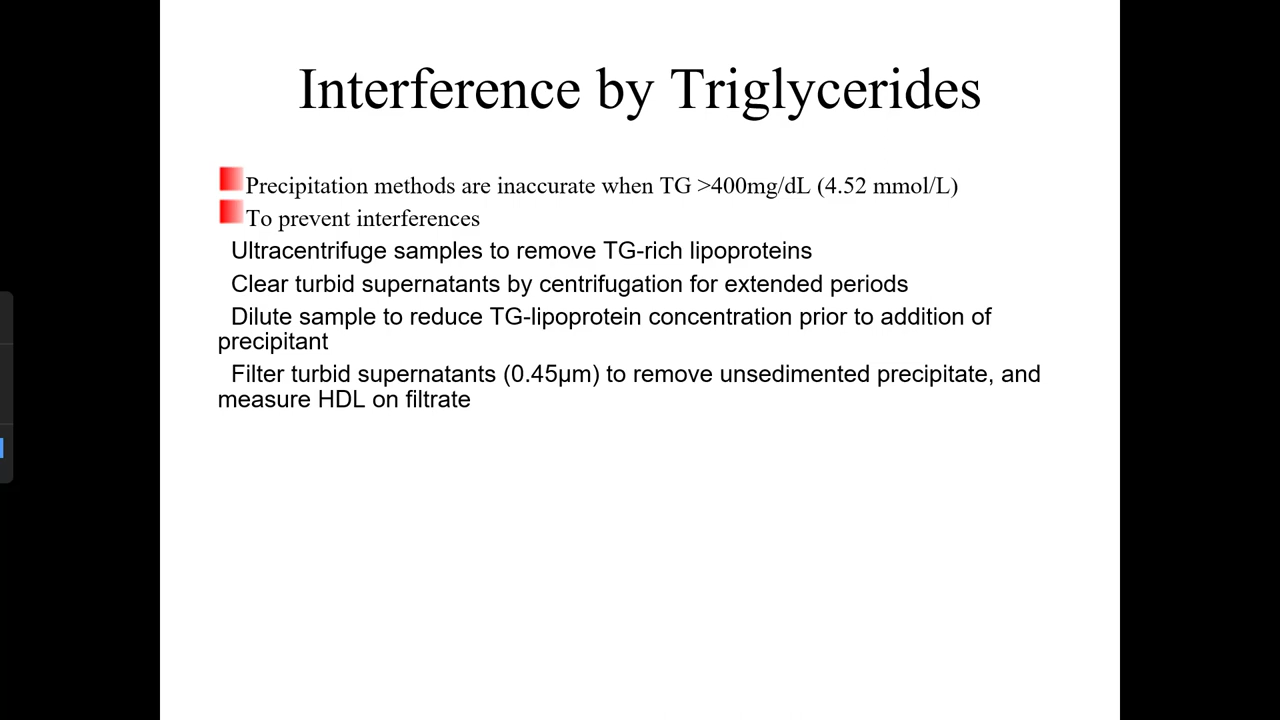 Interference by Triglycerides
Precipitation methods are inaccurate when TG >400mg/dL (4.52 mmol/L)
To prevent interferences
Ultracentrifuge samples to remove TG-rich lipoproteins
Clear turbid supernatants by centrifugation for extended periods
Dilute sample to reduce TG-lipoprotein concentration prior to addition of
precipitant
Filter turbid supernatants (0.45µm) to remove unsedimented precipitate, and
measure HDL on filtrate